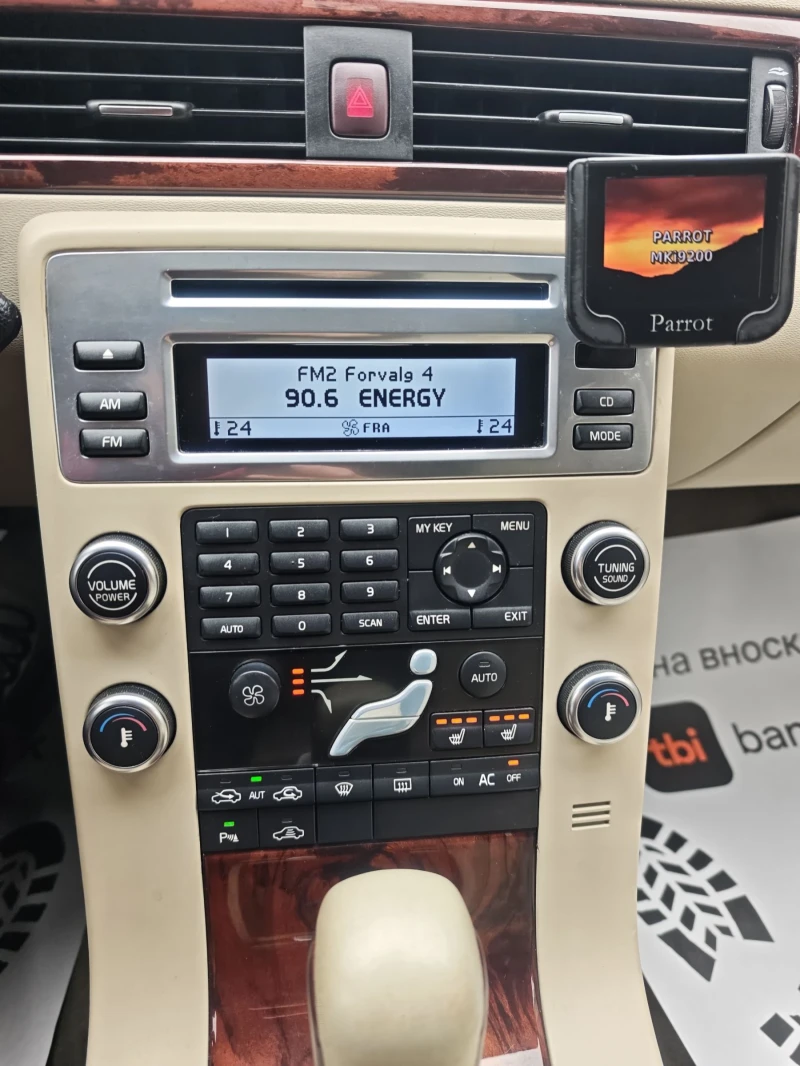 PARROT
MKi9200
Parrot
FM2 Forvalg 4
90.6 ENERGY
24 FRA 24
AM
FM
CD
MODE
1 2 3
4 5 6
7 8 9
AUTO 0 SCAN
MY KEY MENU
ENTER EXIT
VOLUME
POWER
TUNING
SOUND
AUTO
AUT
ON AC OFF
P
на вноск
tbi ban